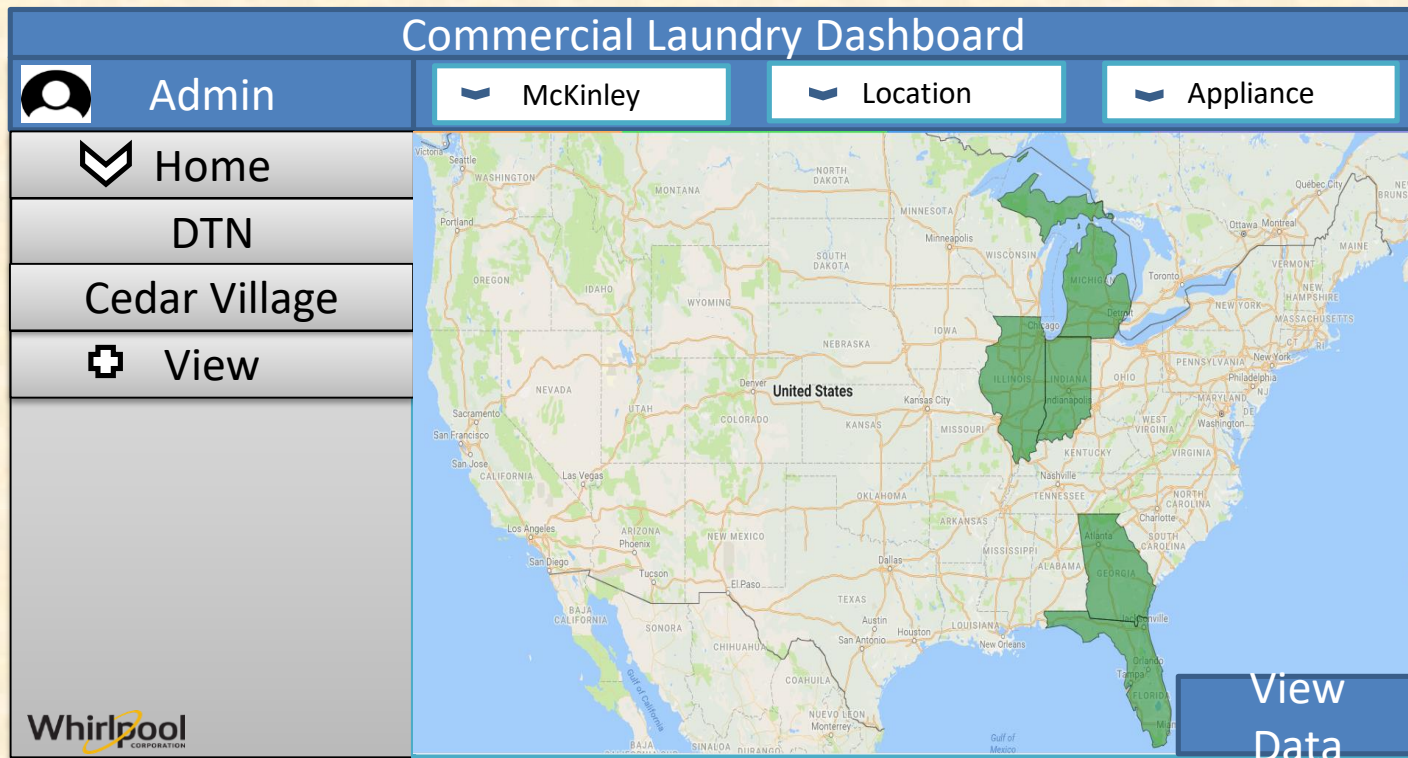 Commercial Laundry Dashboard
Admin
McKinley
Location
Appliance
Home
DTN
Cedar Village
View
Whirlpool
CORPORATION
Victoria
Seattle
WASHINGTON
MONTANA
NORTH
DAKOTA
MINNESOTA
Québec City
Portland
Minneapolis
Ottawa
Montreal
MAINE
OREGON
IDAHO
SOUTH
DAKOTA
WISCONSIN
MICHIGAN
Toronto
VERMONT
NEW
HAMPSHIRE
WYOMING
Detroit
NEW YORK
MASSACHUSETTS
Chicago
CT
RI
IOWA
NEBRASKA
PENNSYLVANIA
New York
NEVADA
Denver
United States
ILLINOIS
INDIANA
OHIO
Philadelphia
UTAH
Kansas City
Indianapolis
MARYLAND
NJ
DE
Sacramento
COLORADO
KANSAS
MISSOURI
WEST
VIRGINIA
Washington
San Francisco
KENTUCKY
VIRGINIA
San Jose
CALIFORNIA
Las Vegas
Nashville
OKLAHOMA
TENNESSEE
NORTH
CAROLINA
Los Angeles
ARIZONA
NEW MEXICO
ARKANSAS
Charlotte
Phoenix
Atlanta
SOUTH
CAROLINA
San Diego
Dallas
MISSISSIPPI
Tucson
El Paso
ALABAMA
GEORGIA
TEXAS
BAJA
CALIFORNIA
SONORA
Austin
San Antonio
Houston
LOUISIANA
New Orleans
CHIHUAHUA
Orlando
Gulf of
California
COAHUILA
Tampa
FLORIDA
NUEVO LEON
Monterrey
Gulf of
Mexico
BAJA
SINALOA
DURANGO
View
Data